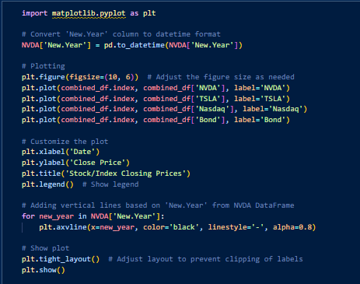 import matplotlib.pyplot as plt
# Convert 'New.Year' column to datetime format
NVDA['New.Year'] = pd.to_datetime(NVDA['New.Year'])
# Plotting
plt.figure(figsize=(10, 6))  # Adjust the figure size as needed
plt.plot(combined_df.index, combined_df['NVDA'], label='NVDA')
plt.plot(combined_df.index, combined_df['TSLA'], label='TSLA')
plt.plot(combined_df.index, combined_df['Nasdaq'], label='Nasdaq')
plt.plot(combined_df.index, combined_df['Bond'], label='Bond')
# Customize the plot
plt.xlabel('Date')
plt.ylabel('Close Price')
plt.title('Stock/Index Closing Prices')
plt.legend()  # Show legend
# Adding vertical lines based on 'New.Year' from NVDA DataFrame
for new_year in NVDA['New.Year']:
    plt.axvline(x=new_year, color='black', linestyle='-', alpha=0.8)
# Show plot
plt.tight_layout()  # Adjust layout to prevent clipping of labels
plt.show()